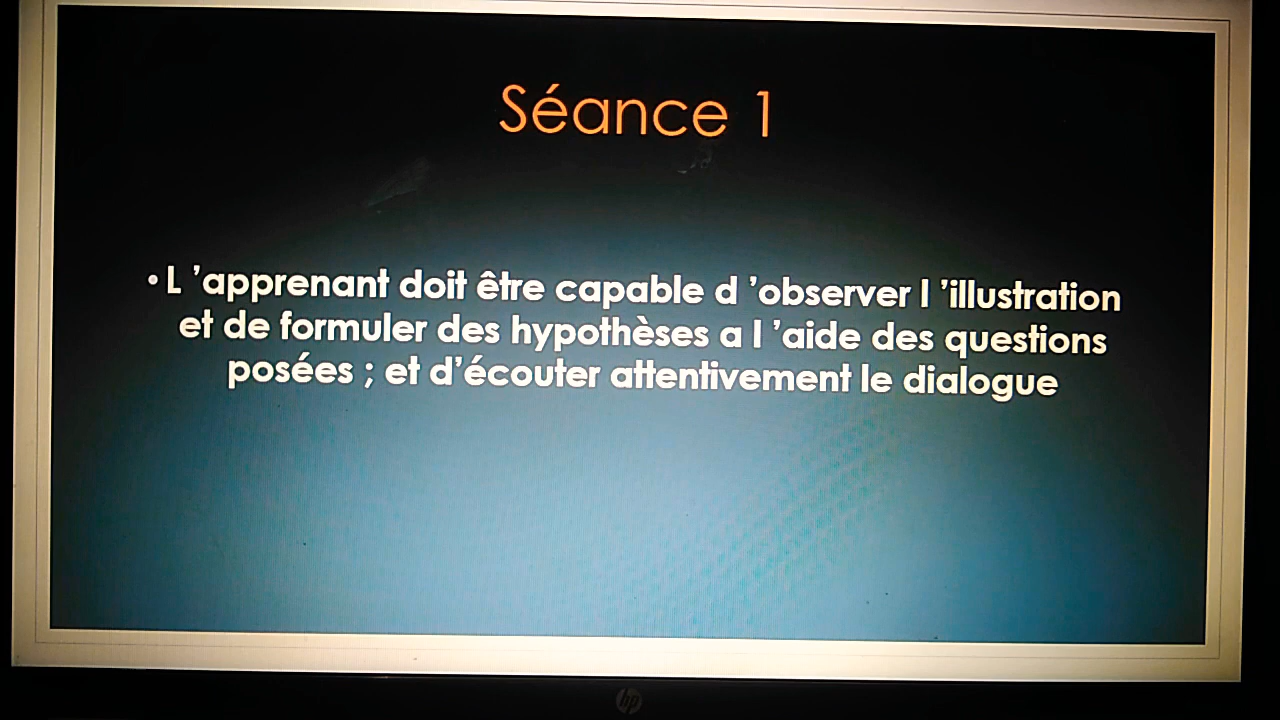 Séance 1
• L ’apprenant doit être capable d ’observer l ’illustration
et de formuler des hypothèses a l ’aide des questions
posées ; et d’écouter attentivement le dialogue
hp